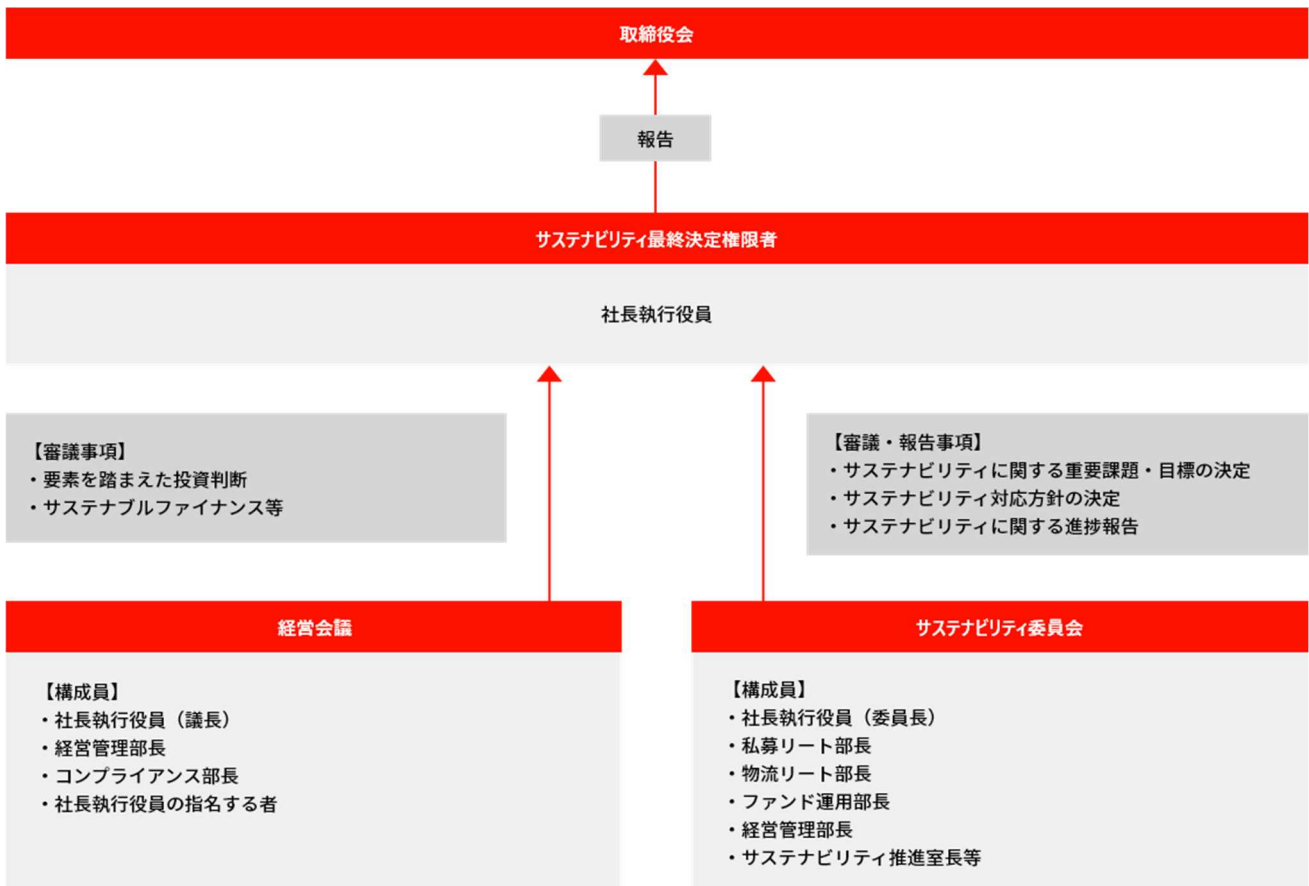 取締役会
報告
サステナビリティ最終決定権限者
社長執行役員
【審議事項】
・要素を踏まえた投資判断
・サステナブルファイナンス等
【審議・報告事項】
・サステナビリティに関する重要課題・目標の決定
・サステナビリティ対応方針の決定
・サステナビリティに関する進捗報告
経営会議
【構成員】
・社長執行役員（議長）
・経営管理部長
・コンプライアンス部長
・社長執行役員の指名する者
サステナビリティ委員会
【構成員】
・社長執行役員（委員長）
・私募リート部長
・物流リート部長
・ファンド運用部長
・経営管理部長
・サステナビリティ推進室長等